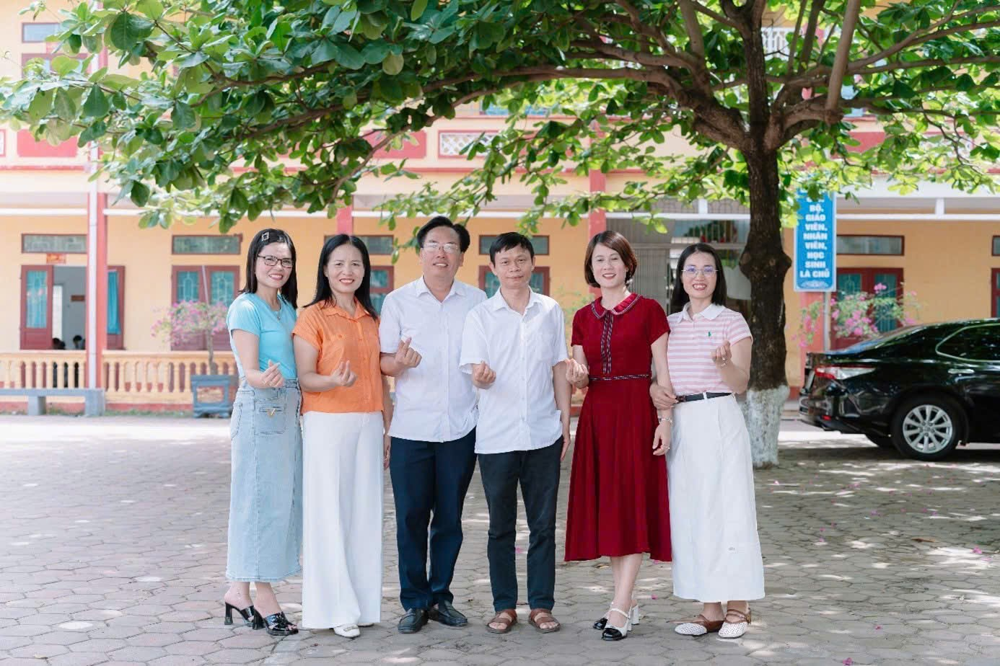 BỘ,
GIÁO
VIÊN,
NHÂN
VIÊN,
HỌC
SINH
LÀ CHỦ